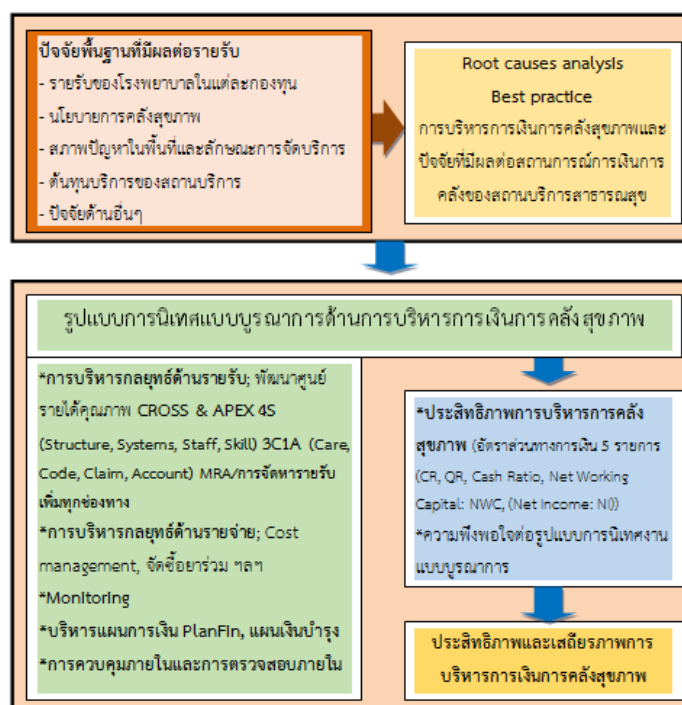 ปัจจัยพื้นฐานที่มีผลต่อรายรับ
- รายรับของโรงพยาบาลในแต่ละกองทุน
- นโยบายการคลังสุขภาพ
- สภาพปัญหาในพื้นที่และลักษณะการจัดบริการ
- ต้นทุนบริการของสถานบริการ
- ปัจจัยด้านอื่นๆ
Root causes analysis
Best practice
การบริหารการเงินการคลังสุขภาพและ
ปัจจัยที่มีผลต่อสถานการณ์การเงินการ
คลังของสถานบริการสาธารณสุข
รูปแบบการนิเทศแบบบูรณาการด้านการบริหารการเงินการคลังสุขภาพ
*การบริหารกลยุทธ์ด้านรายรับ; พัฒนาศูนย์
รายได้คุณภาพ CROSS & APEX 4S
(Structure, Systems, Staff, Skill) 3C1A (Care,
Code, Claim, Account) MRA/การจัดหารายรับ
เพิ่มทุกช่องทาง
*การบริหารกลยุทธ์ด้านรายจ่าย; Cost
management, จัดซื้อยาร่วม ฯลฯ
*Monitoring
*บริหารแผนการเงิน PlanFin, แผนเงินบำรุง
*การควบคุมภายในและการตรวจสอบภายใน
*ประสิทธิภาพการบริหารการคลัง
สุขภาพ (อัตราส่วนทางการเงิน 5 รายการ
(CR, QR, Cash Ratio, Net Working
Capital: NWC, (Net Income: NI))
*ความพึงพอใจต่อรูปแบบการนิเทศงาน
แบบบูรณาการ
ประสิทธิภาพและเสถียรภาพการ
บริหารการเงินการคลังสุขภาพ